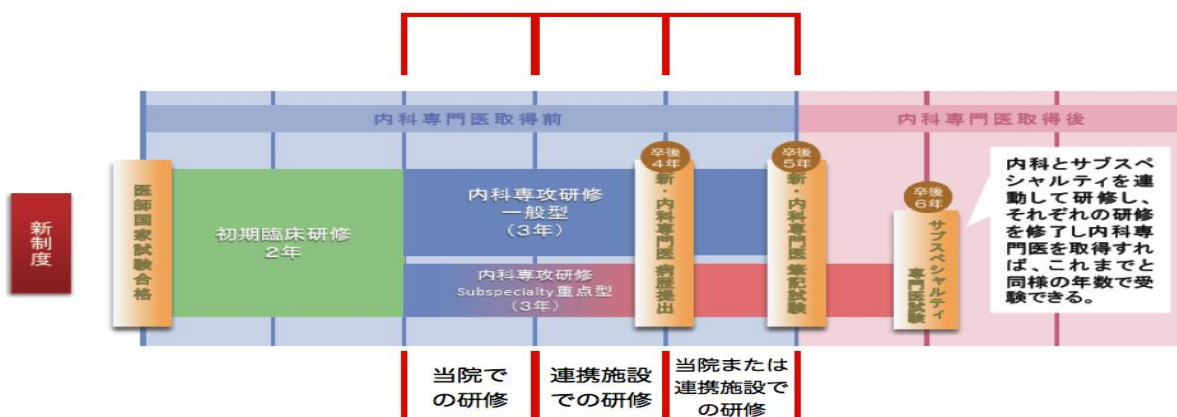 内科専門医取得前
内科専門医取得後
新制度
医師国家試験合格
初期臨床研修
2年
内科専攻研修
一般型
(3年)
内科専攻研修
Subspecialty重点型
(3年)
卒後
4年
新・内科専門医 病歴提出
卒後
5年
新・内科専門医 筆記試験
卒後
6年
サブスペシャルティ
専門医試験
内科とサブスペ
シャルティを連
動して研修し、
それぞれの研修
を修了し内科専
門医を取得すれ
ば、これまでと
同様の年数で受
験できる。
当院で
の研修
連携施設
での研修
当院または
連携施設で
の研修